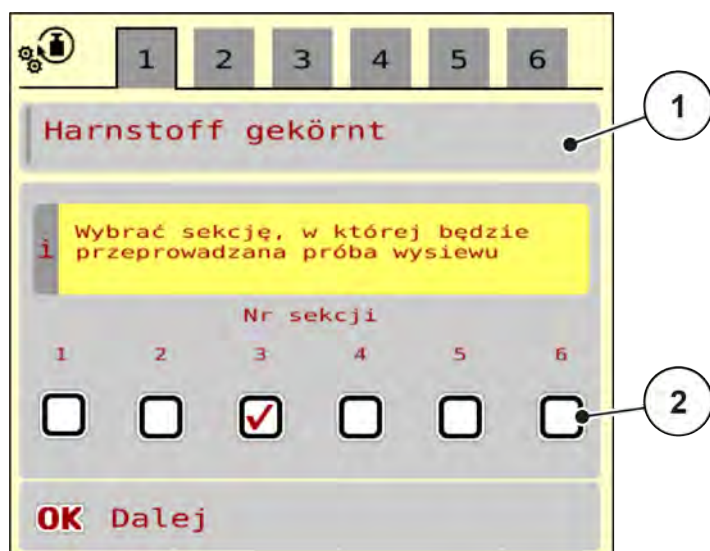 1 2 3 4 5 6
Harnstoff gekörnt
1
i
Wybrać sekcję, w której będzie
przeprowadzana próba wysiewu
Nr sekcji
1 2 3 4 5 6
2
OK Dalej